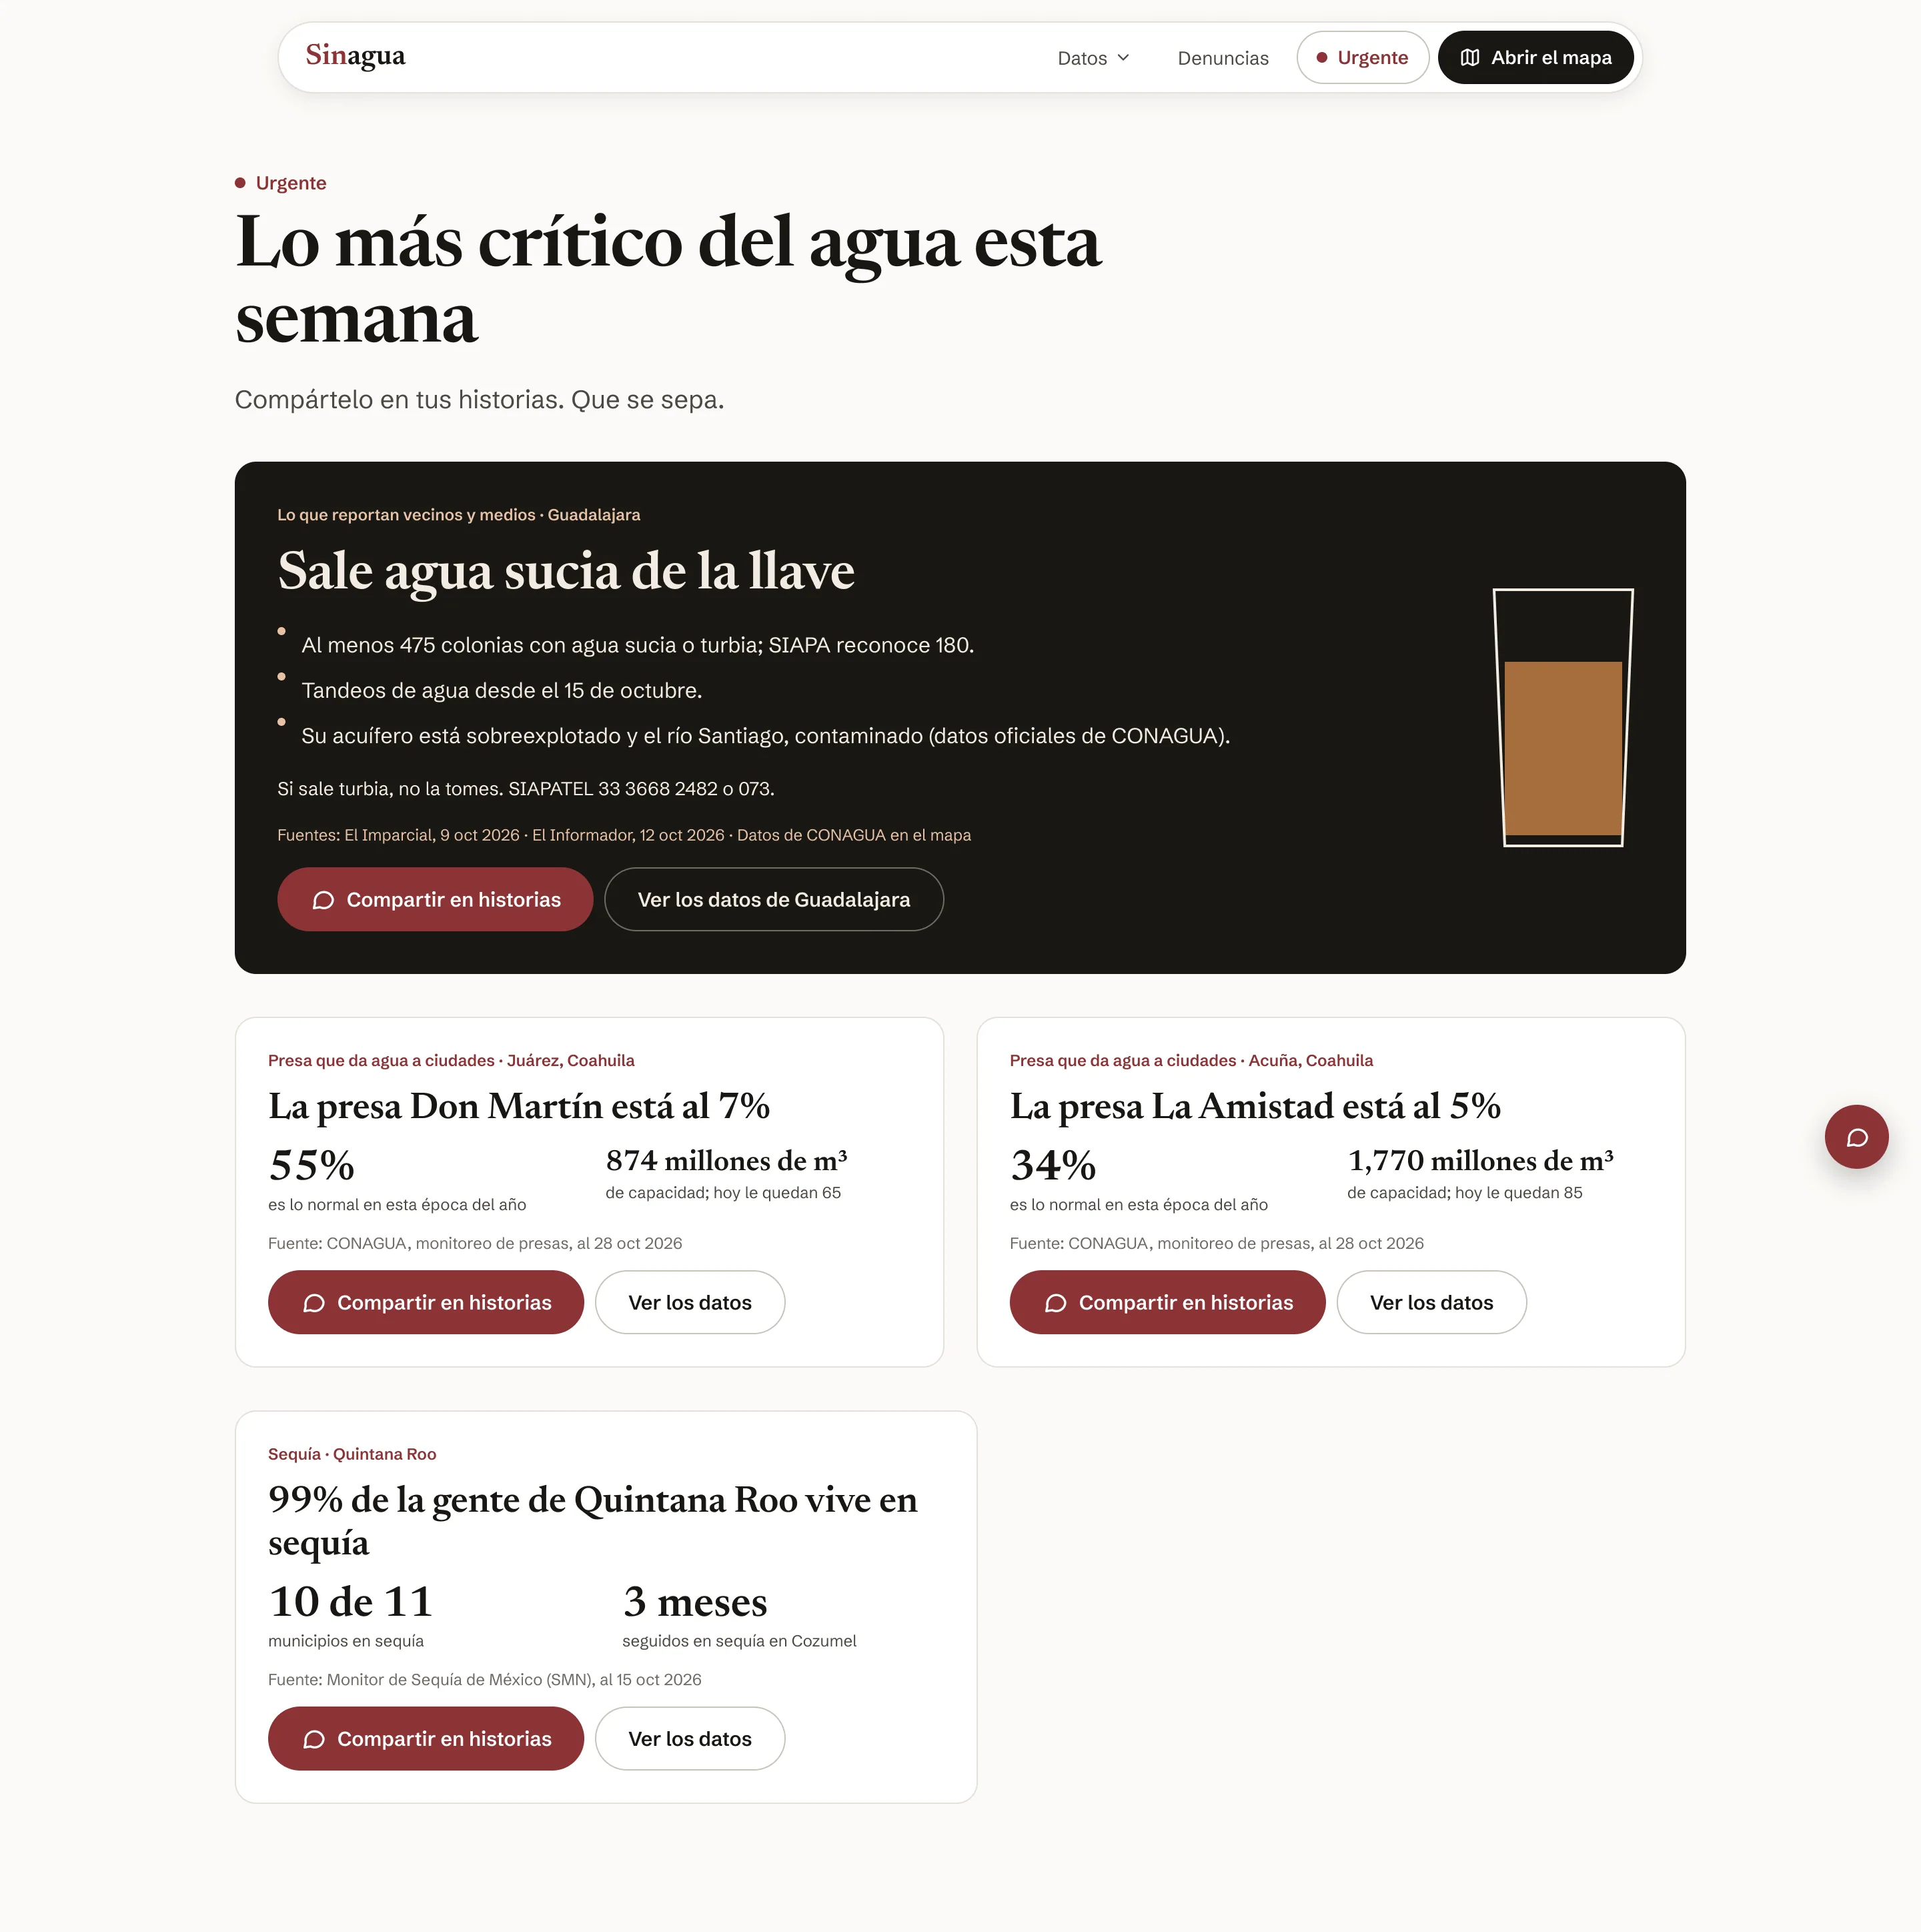 Sinagua
Datos
Denuncias
Urgente
Abrir el mapa
Urgente
Lo más crítico del agua esta
semana
Compártelo en tus historias. Que se sepa.
Lo que reportan vecinos y medios · Guadalajara
Sale agua sucia de la llave
Al menos 475 colonias con agua sucia o turbia; SIAPA reconoce 180.
Tandeos de agua desde el 15 de octubre.
Su acuífero está sobreexplotado y el río Santiago, contaminado (datos oficiales de CONAGUA).
Si sale turbia, no la tomes. SIAPATEL 33 3668 2482 o 073.
Fuentes: El Imparcial, 9 oct 2026 · El Informador, 12 oct 2026 · Datos de CONAGUA en el mapa
Compartir en historias
Ver los datos de Guadalajara
Presa que da agua a ciudades · Juárez, Coahuila
La presa Don Martín está al 7%
55%
es lo normal en esta época del año
874 millones de m³
de capacidad; hoy le quedan 65
Fuente: CONAGUA, monitoreo de presas, al 28 oct 2026
Compartir en historias
Ver los datos
Presa que da agua a ciudades · Acuña, Coahuila
La presa La Amistad está al 5%
34%
es lo normal en esta época del año
1,770 millones de m³
de capacidad; hoy le quedan 85
Fuente: CONAGUA, monitoreo de presas, al 28 oct 2026
Compartir en historias
Ver los datos
Sequía · Quintana Roo
99% de la gente de Quintana Roo vive en
sequía
10 de 11
municipios en sequía
3 meses
seguidos en sequía en Cozumel
Fuente: Monitor de Sequía de México (SMN), al 15 oct 2026
Compartir en historias
Ver los datos